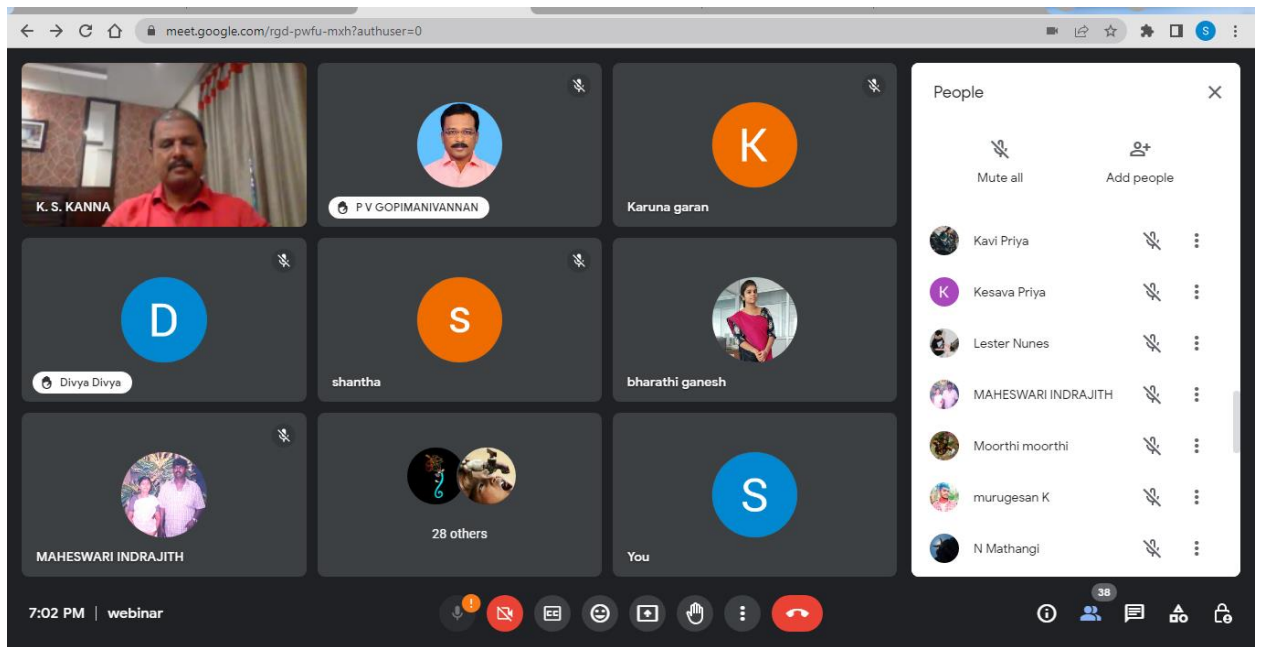 meet.google.com/rgd-pwfu-mxh?authuser=0
S
K. S. KANNA
P V GOPIMANIVANNAN
K
Karuna garan
D
Divya Divya
S
shantha
bharathi ganesh
MAHESWARI INDRAJITH
28 others
S
You
People
Mute all
Add people
Kavi Priya
K
Kesava Priya
Lester Nunes
MAHESWARI INDRAJITH
Moorthi moorthi
murugesan K
N Mathangi
7:02 PM | webinar
!
CC
38